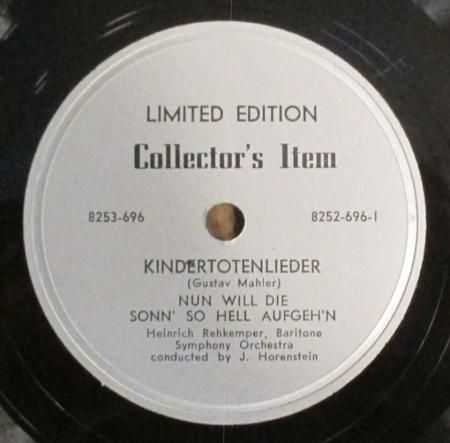 LIMITED EDITION
Collector's Item
8253-696 8252-696-1
KINDERTOTENLIEDER
(Gustav Mahler)
NUN WILL DIE
SONN' SO HELL AUFGEH'N
Heinrich Rehkemper, Baritone
Symphony Orchestra
conducted by J. Horenstein